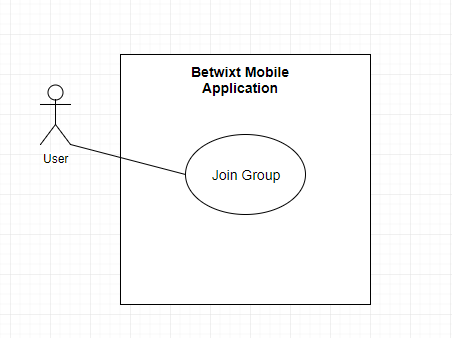 Betwixt Mobile
Application
User
Join Group